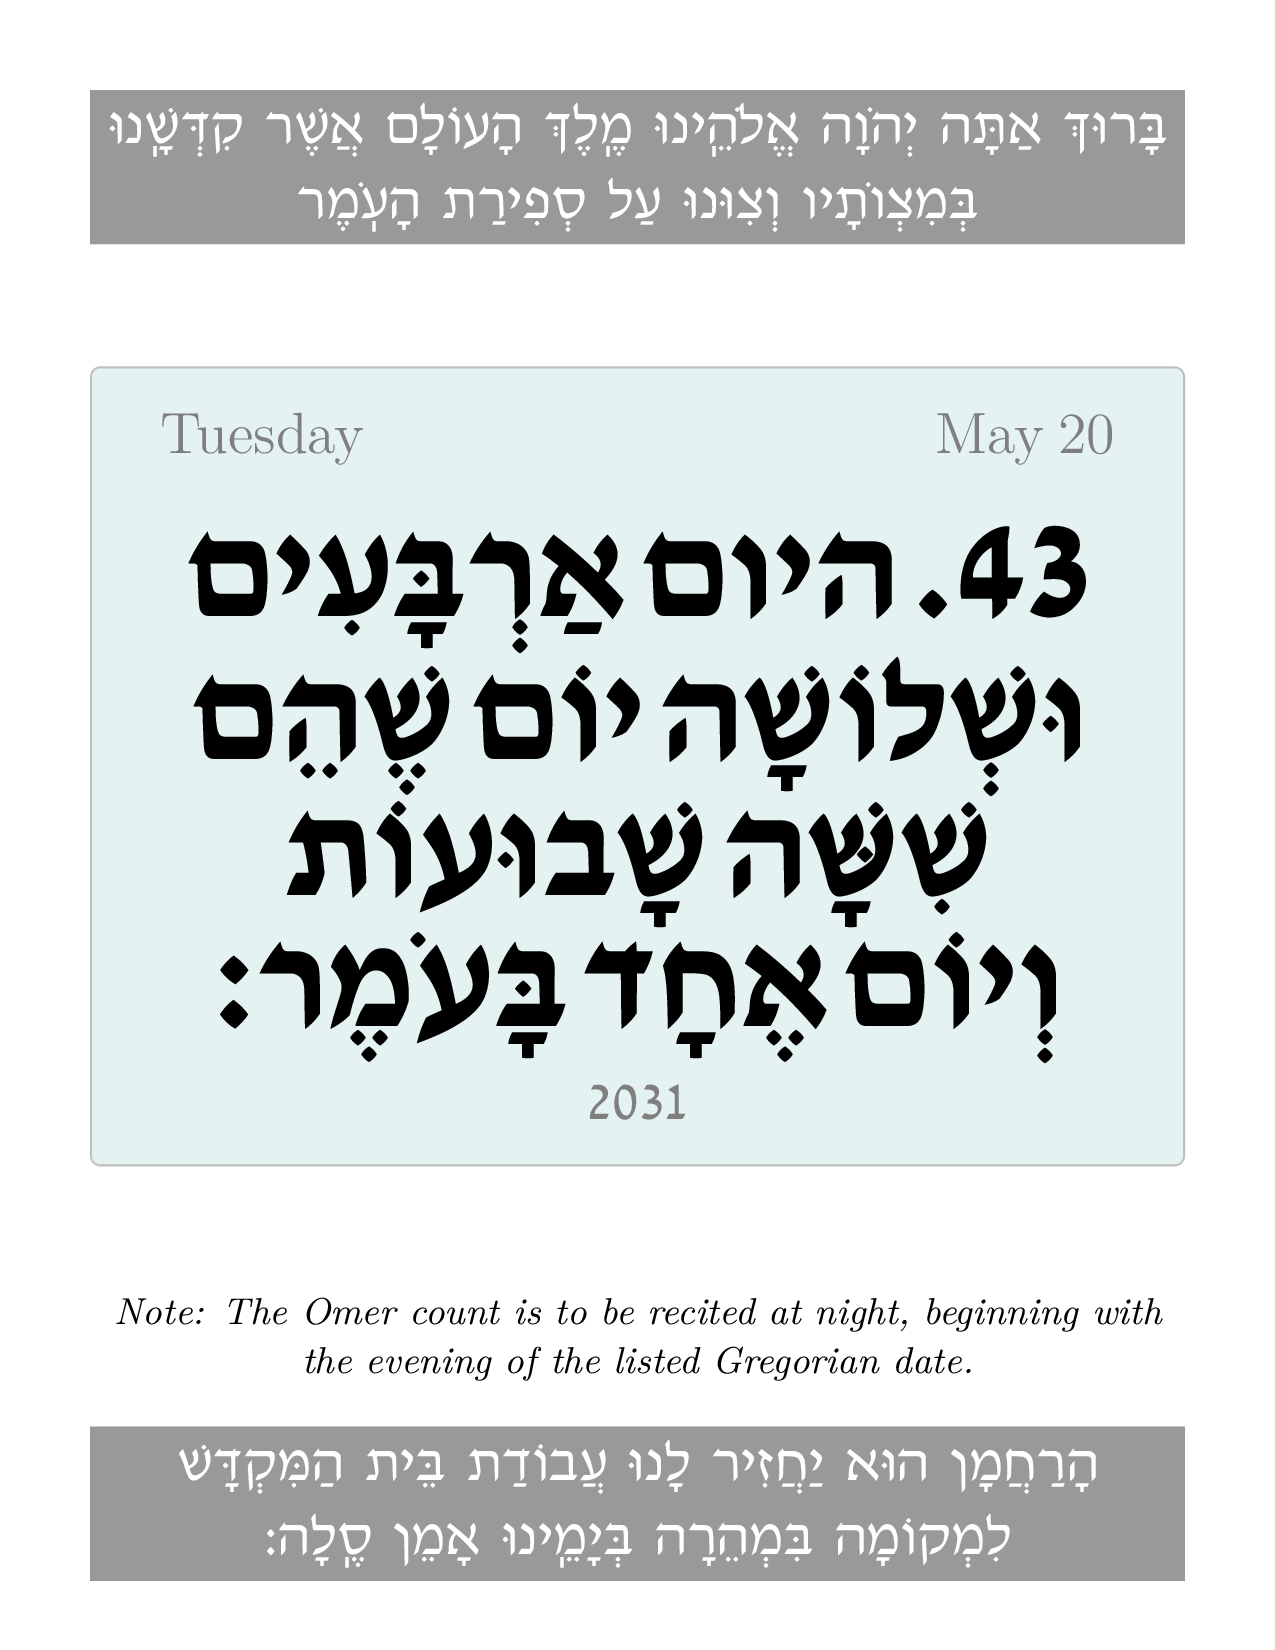 בָּרוּךְ אַתָּה יְהֹוָה אֱלֹהֵֽינוּ מֶֽלֶךְ הָעוֹלָם אֲשֶׁר קִדְּשָֽׁנוּ
בְּמִצְוֹתָיו וְצִוּנוּ עַל סְפִירַת הָעֹֽמֶר
Tuesday May 20
43. היום אַרְבָּעִים
וּשְׁלוֹשָׁה יוֹם שֶׁהֵם
שִׁשָּׁה שָׁבוּעוֹת
וְיוֹם אֶחָד בָּעֹמֶר׃
2031
Note: The Omer count is to be recited at night, beginning with
the evening of the listed Gregorian date.
הָרַחֲמָן הוּא יַחֲזִיר לָנוּ עֲבוֹדַת בֵּית הַמִּקְדָּשׁ
לִמְקוֹמָה בִּמְהֵרָה בְּיָמֵֽינוּ אָמֵן סֶֽלָה׃